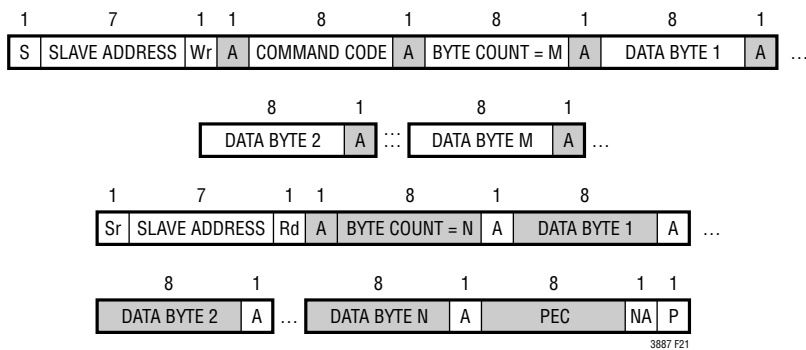 1 7 1 1 8 1 8 1 8 1
S SLAVE ADDRESS Wr A COMMAND CODE A BYTE COUNT = M A DATA BYTE 1 A …
8 1 8 1
DATA BYTE 2 A … DATA BYTE M A …
1 7 1 1 8 1 8 1
Sr SLAVE ADDRESS Rd A BYTE COUNT = N A DATA BYTE 1 A …
8 1 8 1 8 1 1
DATA BYTE 2 A … DATA BYTE N A PEC NA P
3887 F21